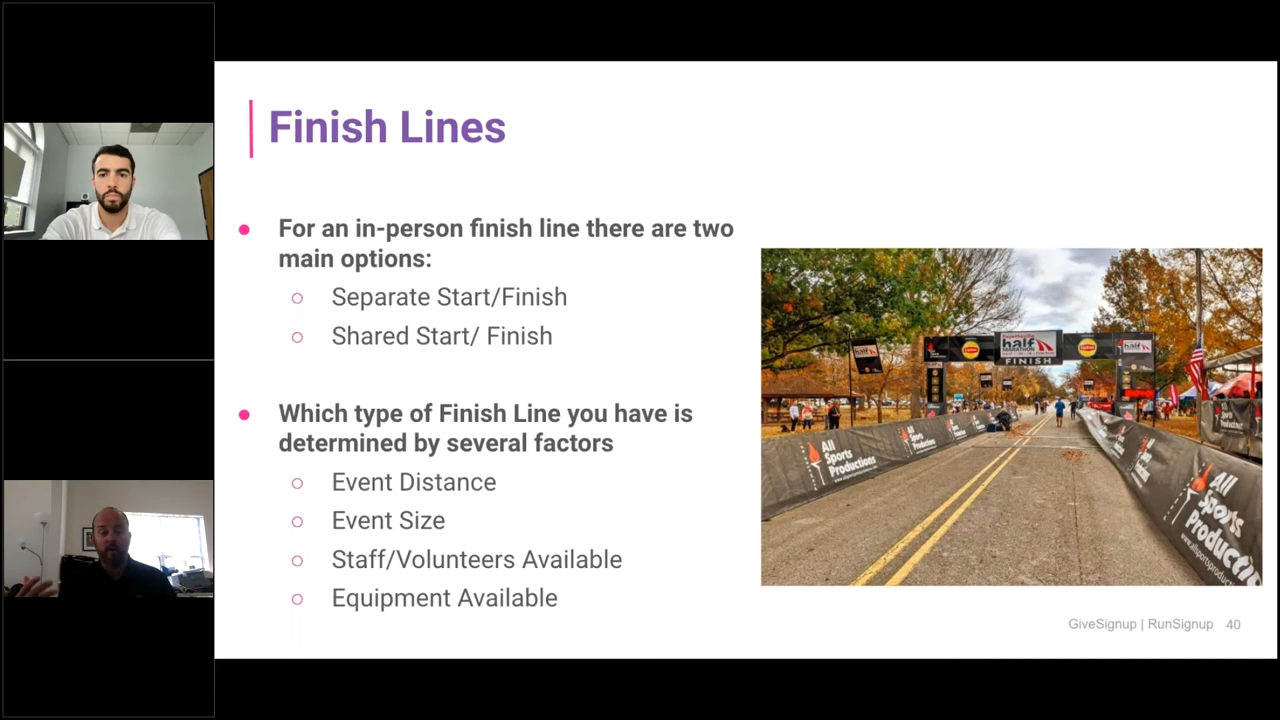 Finish Lines
● For an in-person finish line there are two
main options:
○ Separate Start/Finish
○ Shared Start/ Finish
● Which type of Finish Line you have is
determined by several factors
○ Event Distance
○ Event Size
○ Staff/Volunteers Available
○ Equipment Available
half
MARATHON
FINISH
half
All
Sports
Productions
All
Sports
Productions
GiveSignup | RunSignup 40